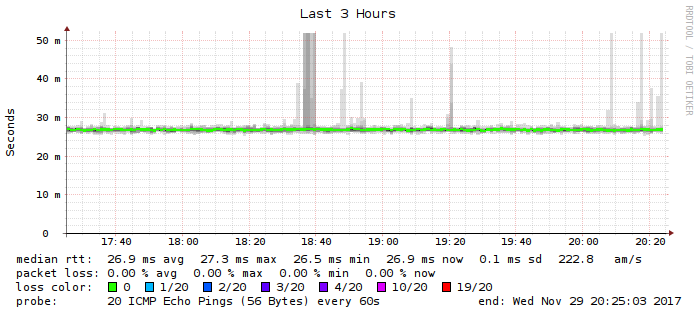 Last 3 Hours
RRDTOOL / TOBI OETIKER
Seconds
50 m
40 m
30 m
20 m
10 m
0
17:40 18:00 18:20 18:40 19:00 19:20 19:40 20:00 20:20
median rtt: 26.9 ms avg 27.3 ms max 26.5 ms min 26.9 ms now 0.1 ms sd 222.8 am/s
packet loss: 0.00 % avg 0.00 % max 0.00 % min 0.00 % now
loss color: 0 1/20 2/20 3/20 4/20 10/20 19/20
probe: 20 ICMP Echo Pings (56 Bytes) every 60s end: Wed Nov 29 20:25:03 2017